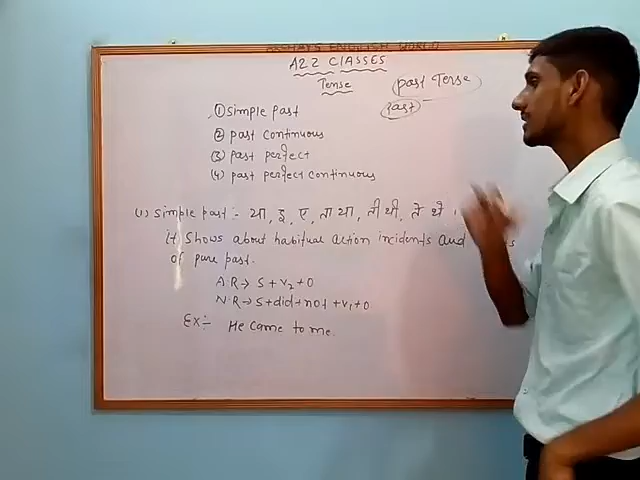 A2Z CLASSES
Tense
past Terse
past
① Simple past
② past continuous
(3) past perfect
(4) past perfect continuous
(1) Simple past :- या, इ, ए, ता था, ती थी, ते थे ।
it shows about habitual action incidents and
of pure past.
A.R→ S + V2 + O
N.R→ S + did + not + V1 + O
Ex:- He came to me.